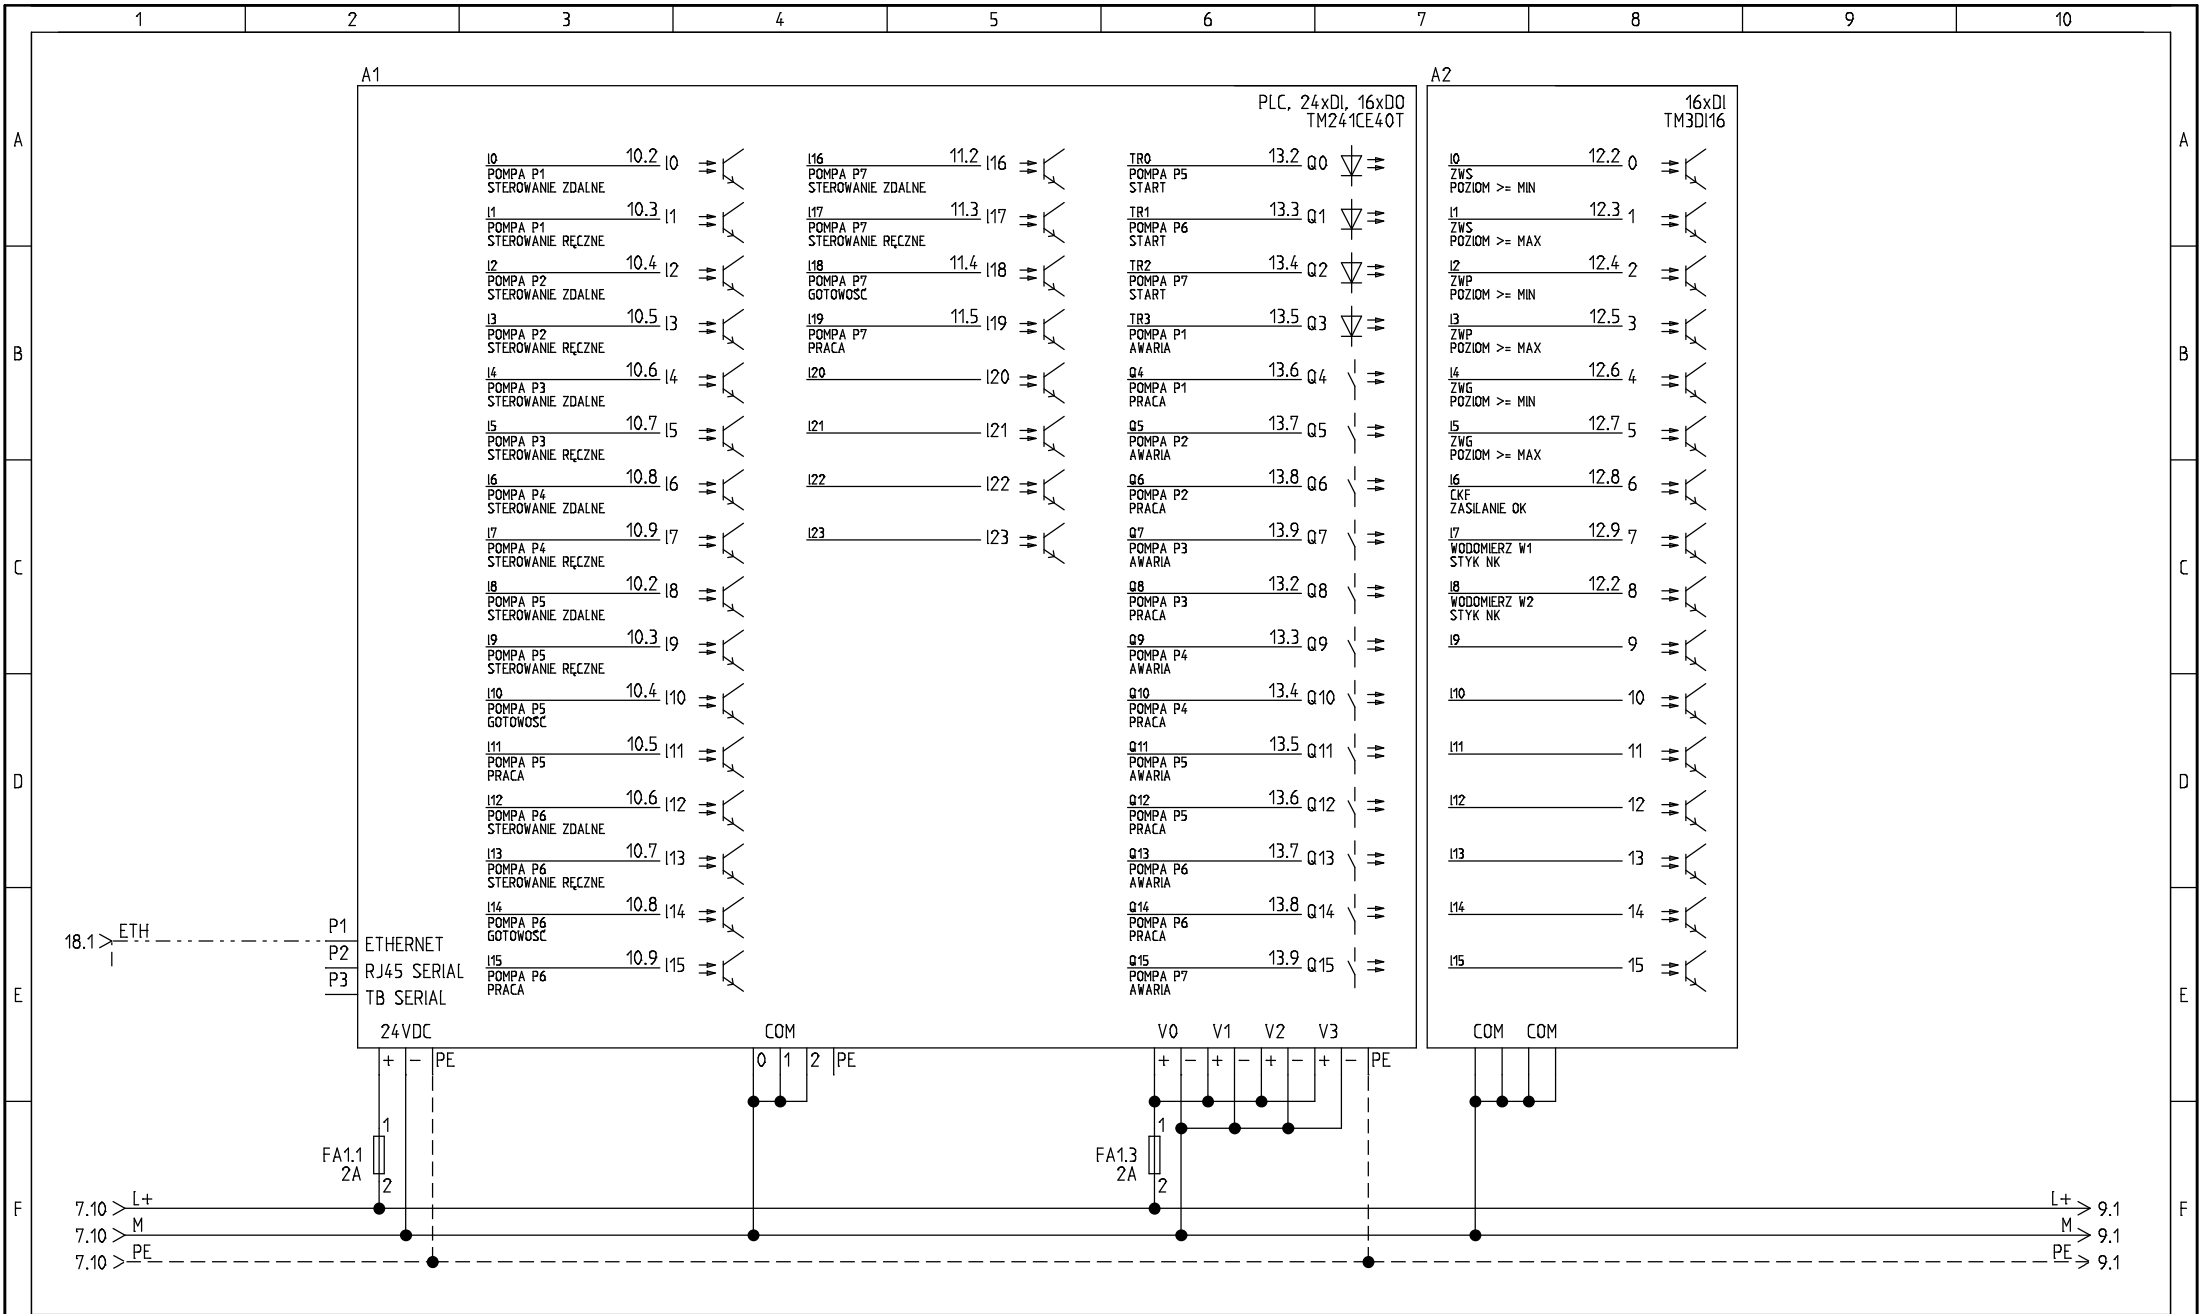 1 2 3 4 5 6 7 8 9 10
A1
A2
PLC, 24xDI, 16xDO
TM241CE40T
16xDI
TM3DI16
A
B
C
D
E
F
I0 10.2 I0
POMPA P1
STEROWANIE ZDALNE
I1 10.3 I1
POMPA P1
STEROWANIE RĘCZNE
I2 10.4 I2
POMPA P2
STEROWANIE ZDALNE
I3 10.5 I3
POMPA P2
STEROWANIE RĘCZNE
I4 10.6 I4
POMPA P3
STEROWANIE ZDALNE
I5 10.7 I5
POMPA P3
STEROWANIE RĘCZNE
I6 10.8 I6
POMPA P4
STEROWANIE ZDALNE
I7 10.9 I7
POMPA P4
STEROWANIE RĘCZNE
I8 10.2 I8
POMPA P5
STEROWANIE ZDALNE
I9 10.3 I9
POMPA P5
STEROWANIE RĘCZNE
I10 10.4 I10
POMPA P5
GOTOWOŚĆ
I11 10.5 I11
POMPA P5
PRACA
I12 10.6 I12
POMPA P6
STEROWANIE ZDALNE
I13 10.7 I13
POMPA P6
STEROWANIE RĘCZNE
I14 10.8 I14
POMPA P6
GOTOWOŚĆ
I15 10.9 I15
POMPA P6
PRACA
I16 11.2 I16
POMPA P7
STEROWANIE ZDALNE
I17 11.3 I17
POMPA P7
STEROWANIE RĘCZNE
I18 11.4 I18
POMPA P7
GOTOWOŚĆ
I19 11.5 I19
POMPA P7
PRACA
I20 I20
I21 I21
I22 I22
I23 I23
TR0 13.2 Q0
POMPA P5
START
TR1 13.3 Q1
POMPA P6
START
TR2 13.4 Q2
POMPA P7
START
TR3 13.5 Q3
POMPA P1
AWARIA
Q4 13.6 Q4
POMPA P1
PRACA
Q5 13.7 Q5
POMPA P2
AWARIA
Q6 13.8 Q6
POMPA P2
PRACA
Q7 13.9 Q7
POMPA P3
AWARIA
Q8 13.2 Q8
POMPA P3
PRACA
Q9 13.3 Q9
POMPA P4
AWARIA
Q10 13.4 Q10
POMPA P4
PRACA
Q11 13.5 Q11
POMPA P5
AWARIA
Q12 13.6 Q12
POMPA P5
PRACA
Q13 13.7 Q13
POMPA P6
AWARIA
Q14 13.8 Q14
POMPA P6
PRACA
Q15 13.9 Q15
POMPA P7
AWARIA
I0 12.2 0
ZWS
POZIOM >= MIN
I1 12.3 1
ZWS
POZIOM >= MAX
I2 12.4 2
ZWP
POZIOM >= MIN
I3 12.5 3
ZWP
POZIOM >= MAX
I4 12.6 4
ZWG
POZIOM >= MIN
I5 12.7 5
ZWG
POZIOM >= MAX
I6 12.8 6
CKF
ZASILANIE OK
I7 12.9 7
WODOMIERZ W1
STYK NK
I8 12.2 8
WODOMIERZ W2
STYK NK
I9 9
I10 10
I11 11
I12 12
I13 13
I14 14
I15 15
A
B
C
D
E
F
18.1 ETH P1 ETHERNET
P2 RJ45 SERIAL
P3 TB SERIAL
24VDC COM V0 V1 V2 V3 COM COM
+ - PE 0 1 2 PE + - + - + - + - PE
1 1
FA1.1 FA1.3
2A 2A
2 2
7.10 L+ L+ 9.1
7.10 M M 9.1
7.10 PE PE 9.1